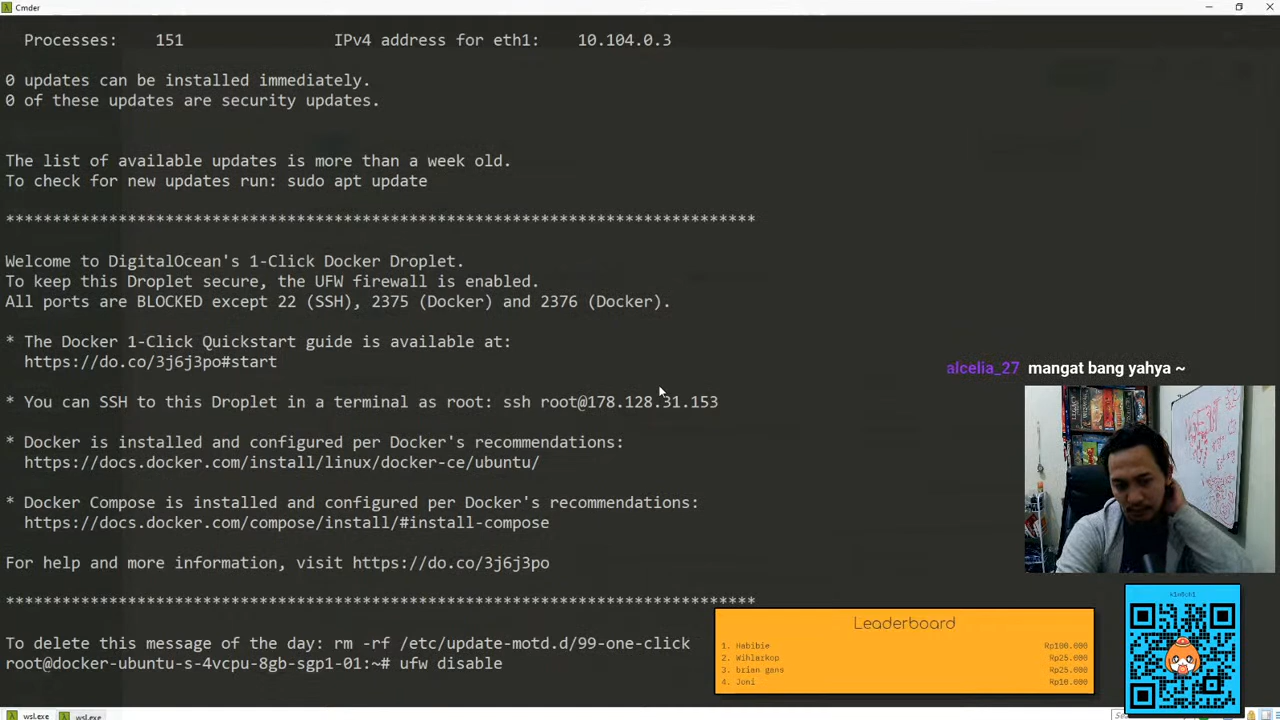 Cmder
Processes: 151 IPv4 address for eth1: 10.104.0.3
0 updates can be installed immediately.
0 of these updates are security updates.
The list of available updates is more than a week old.
To check for new updates run: sudo apt update
********************************************************************************
Welcome to DigitalOcean's 1-Click Docker Droplet.
To keep this Droplet secure, the UFW firewall is enabled.
All ports are BLOCKED except 22 (SSH), 2375 (Docker) and 2376 (Docker).
* The Docker 1-Click Quickstart guide is available at:
https://do.co/3j6j3po#start
* You can SSH to this Droplet in a terminal as root: ssh root@178.128.31.153
* Docker is installed and configured per Docker's recommendations:
https://docs.docker.com/install/linux/docker-ce/ubuntu/
* Docker Compose is installed and configured per Docker's recommendations:
https://docs.docker.com/compose/install/#install-compose
For help and more information, visit https://do.co/3j6j3po
********************************************************************************
To delete this message of the day: rm -rf /etc/update-motd.d/99-one-click
root@docker-ubuntu-s-4vcpu-8gb-sgp1-01:~# ufw disable
alcelia_27 mangat bang yahya ~
Leaderboard
1. Habibie Rp100.000
2. Wihlarkop Rp25.000
3. brian gans Rp25.000
4. Joni Rp10.000
wsl.exe wsl.exe